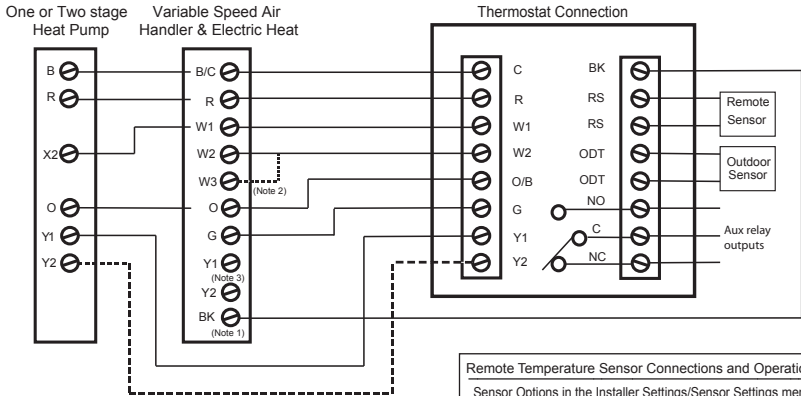 One or Two stage
Heat Pump
Variable Speed Air
Handler & Electric Heat
Thermostat Connection
B
R
X2
O
Y1
Y2
B/C
R
W1
W2
W3
(Note 2)
O
G
Y1
(Note 3)
Y2
BK
(Note 1)
C
R
W1
W2
O/B
G
Y1
Y2
BK
RS
RS
ODT
ODT
NO
C
NC
Remote
Sensor
Outdoor
Sensor
Aux relay
outputs
Remote Temperature Sensor Connections and Operatio
Sensor Options in the Installer Settings/Sensor Settings men